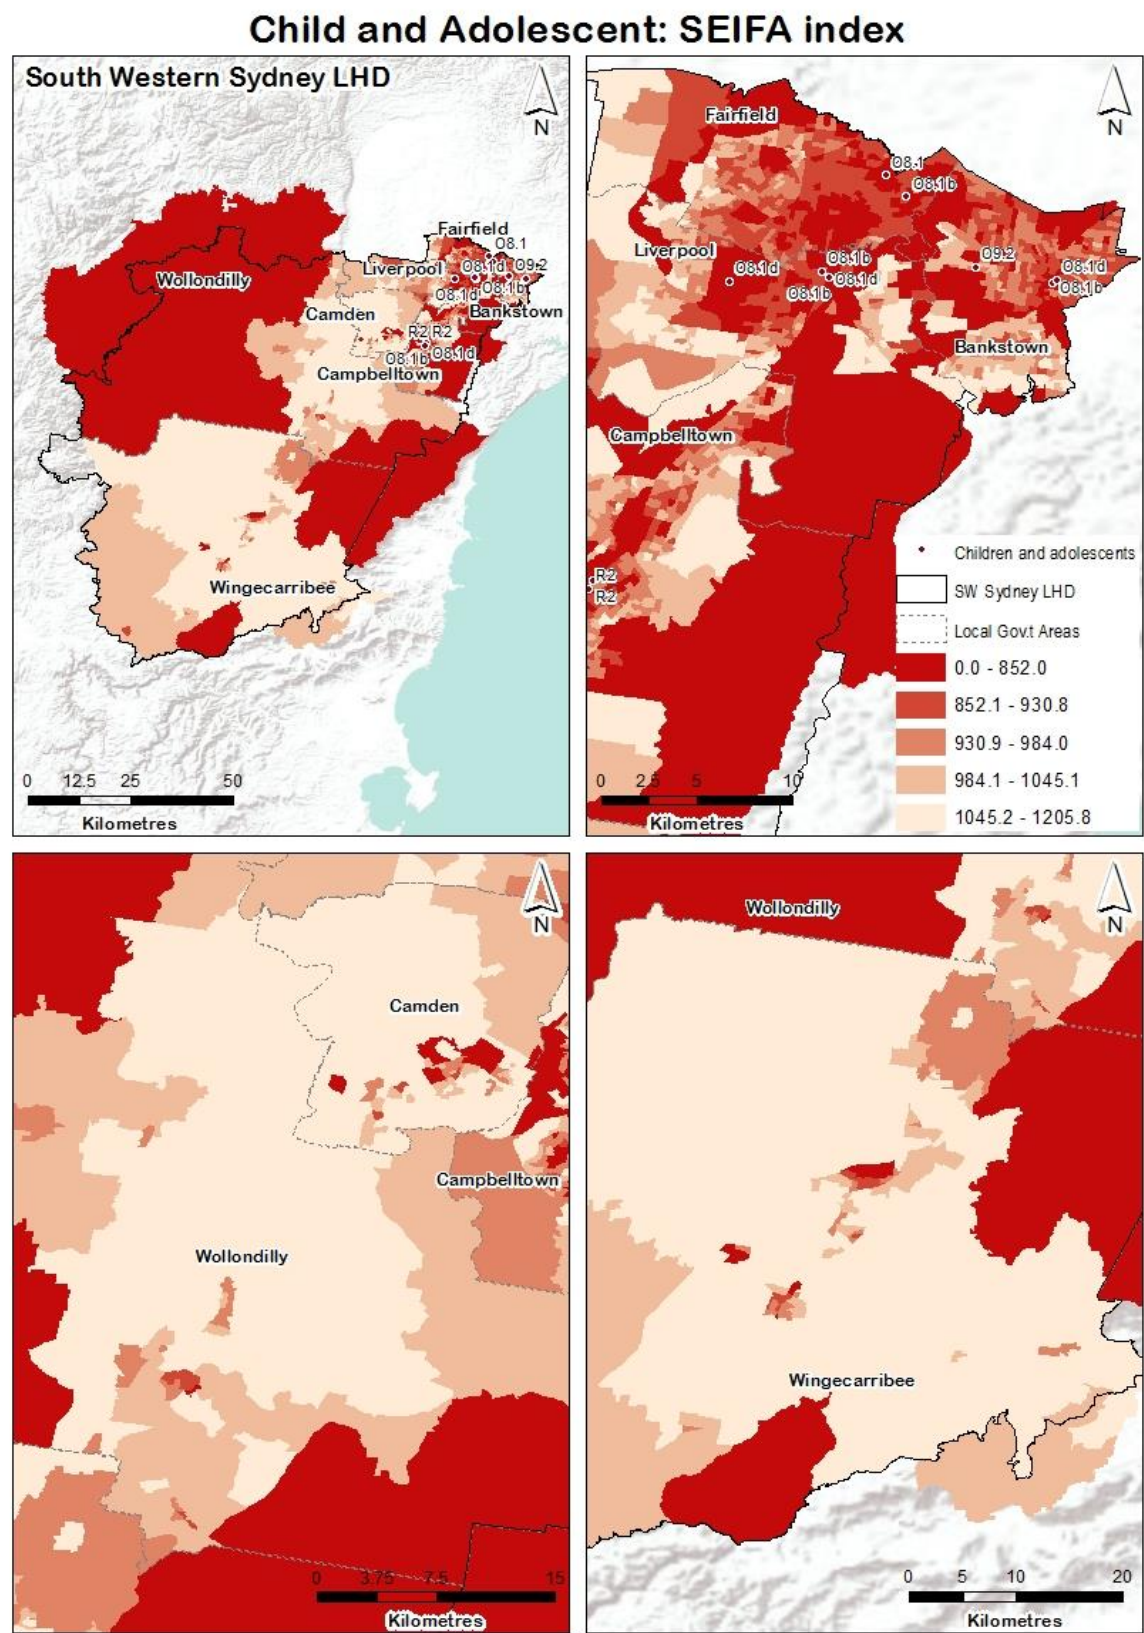 Child and Adolescent: SEIFA index
South Western Sydney LHD
N
Fairfield
O8.1
Liverpool
O8.1d
O9.2
Wollondilly
O8.1d
O8.1b
Camden
Bankstown
R2
R2
O8.1b
O8.1d
Campbelltown
Wingecarribee
0 12.5 25 50
Kilometres
N
Fairfield
O8.1
O8.1b
Liverpool
O8.1b
O9.2
O8.1d
O8.1d
O8.1d
O8.1b
O8.1b
Bankstown
Campbelltown
R2
R2
Children and adolescents
SW Sydney LHD
Local Gov.t Areas
0.0 - 852.0
852.1 - 930.8
930.9 - 984.0
984.1 - 1045.1
1045.2 - 1205.8
0 2.5 5 10
Kilometres
N
Camden
Campbelltown
Wollondilly
0 3.75 7.5 15
Kilometres
N
Wollondilly
Wingecarribee
0 5 10 20
Kilometres